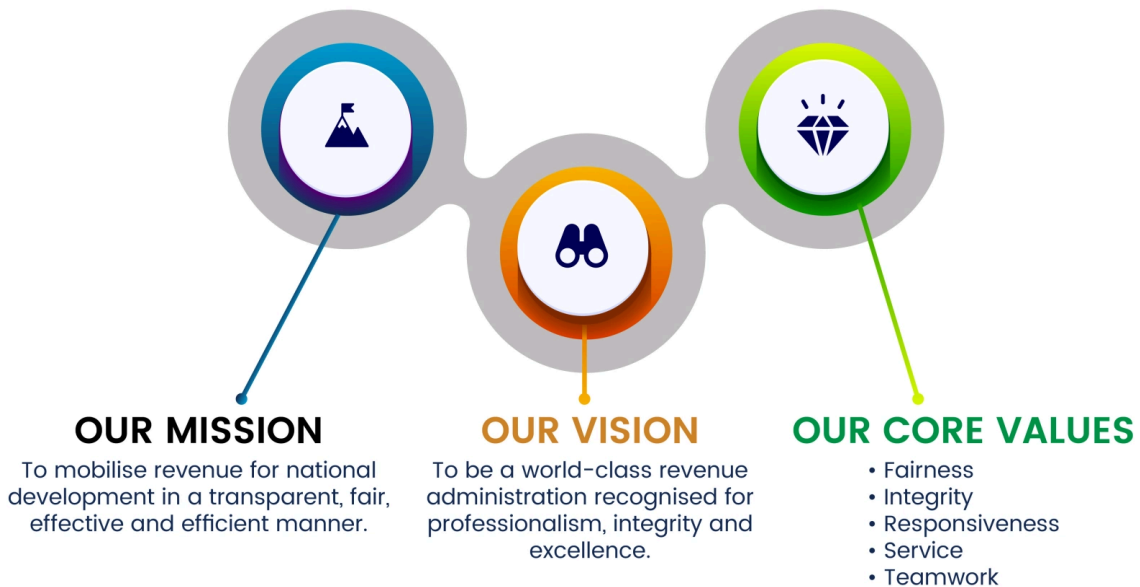 OUR MISSION
To mobilise revenue for national
development in a transparent, fair,
effective and efficient manner.
OUR VISION
To be a world-class revenue
administration recognised for
professionalism, integrity and
excellence.
OUR CORE VALUES
• Fairness
• Integrity
• Responsiveness
• Service
• Teamwork